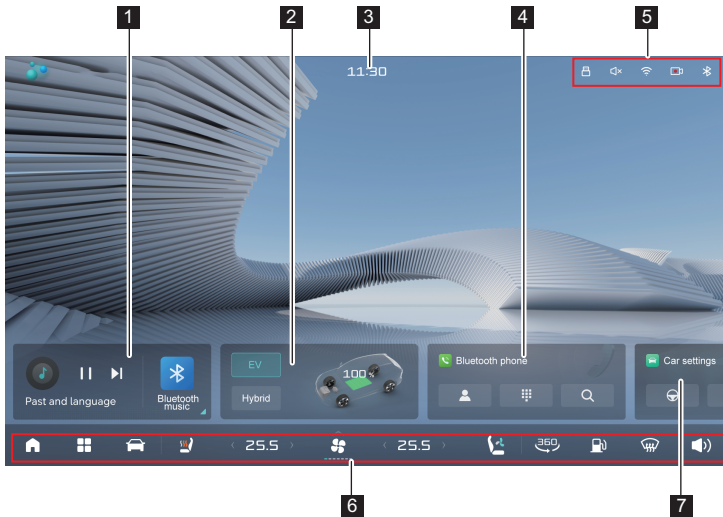 1
2
3
4
5
11:30
EV
Hybrid
100 %
Past and language
Bluetooth
music
Bluetooth phone
Car settings
25.5
25.5
360
6
7